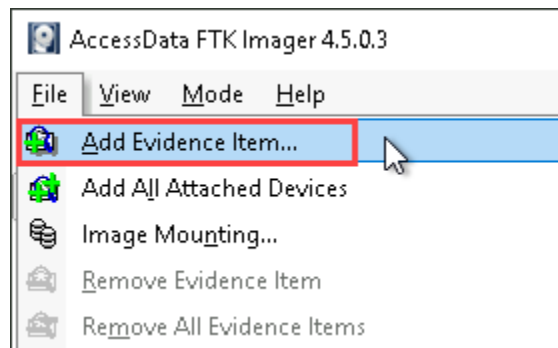 AccessData FTK Imager 4.5.0.3
File View Mode Help
Add Evidence Item...
Add All Attached Devices
Image Mounting...
Remove Evidence Item
Remove All Evidence Items